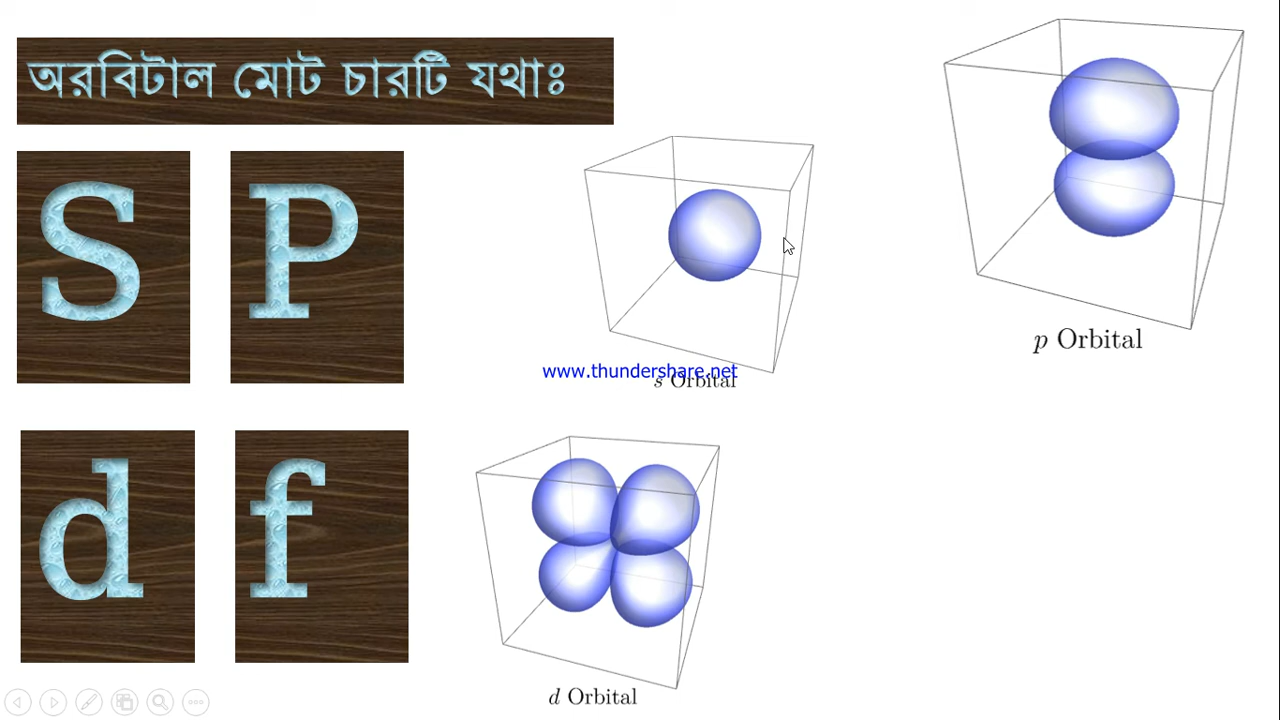 অরবিটাল মোট চারটি যথাঃ
S P
d f
p Orbital
www.thundershare.net
s Orbital
d Orbital